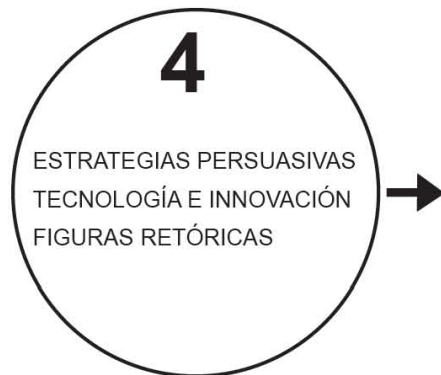 4
ESTRATEGIAS PERSUASIVAS
TECNOLOGÍA E INNOVACIÓN
FIGURAS RETÓRICAS